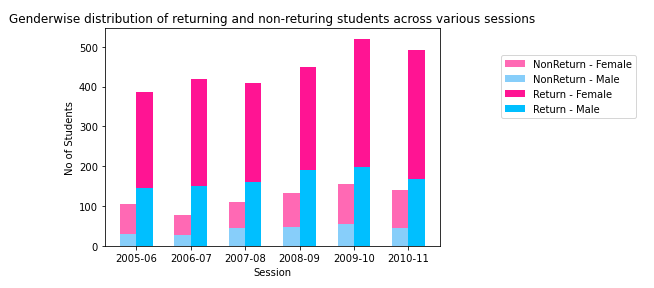 Genderwise distribution of returning and non-returing students across various sessions
No of Students
500
400
300
200
100
0
2005-06 2006-07 2007-08 2008-09 2009-10 2010-11
Session
NonReturn - Female
NonReturn - Male
Return - Female
Return - Male